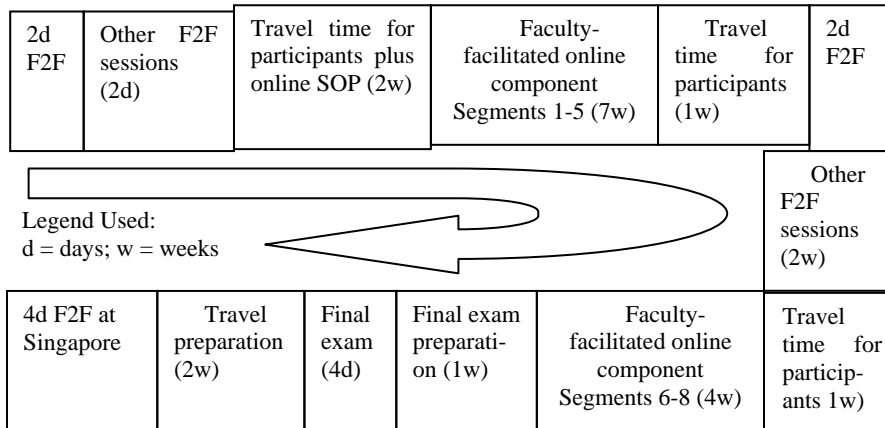 2d
F2F
Other F2F
sessions
(2d)
Travel time for
participants plus
online SOP (2w)
Faculty-
facilitated online
component
Segments 1-5 (7w)
Travel
time for
participants
(1w)
2d
F2F
Other
F2F
sessions
(2w)
Legend Used:
d = days; w = weeks
4d F2F at
Singapore
Travel
preparation
(2w)
Final
exam
(4d)
Final exam
preparati-
on (1w)
Faculty-
facilitated online
component
Segments 6-8 (4w)
Travel
time for
particip-
ants 1w)